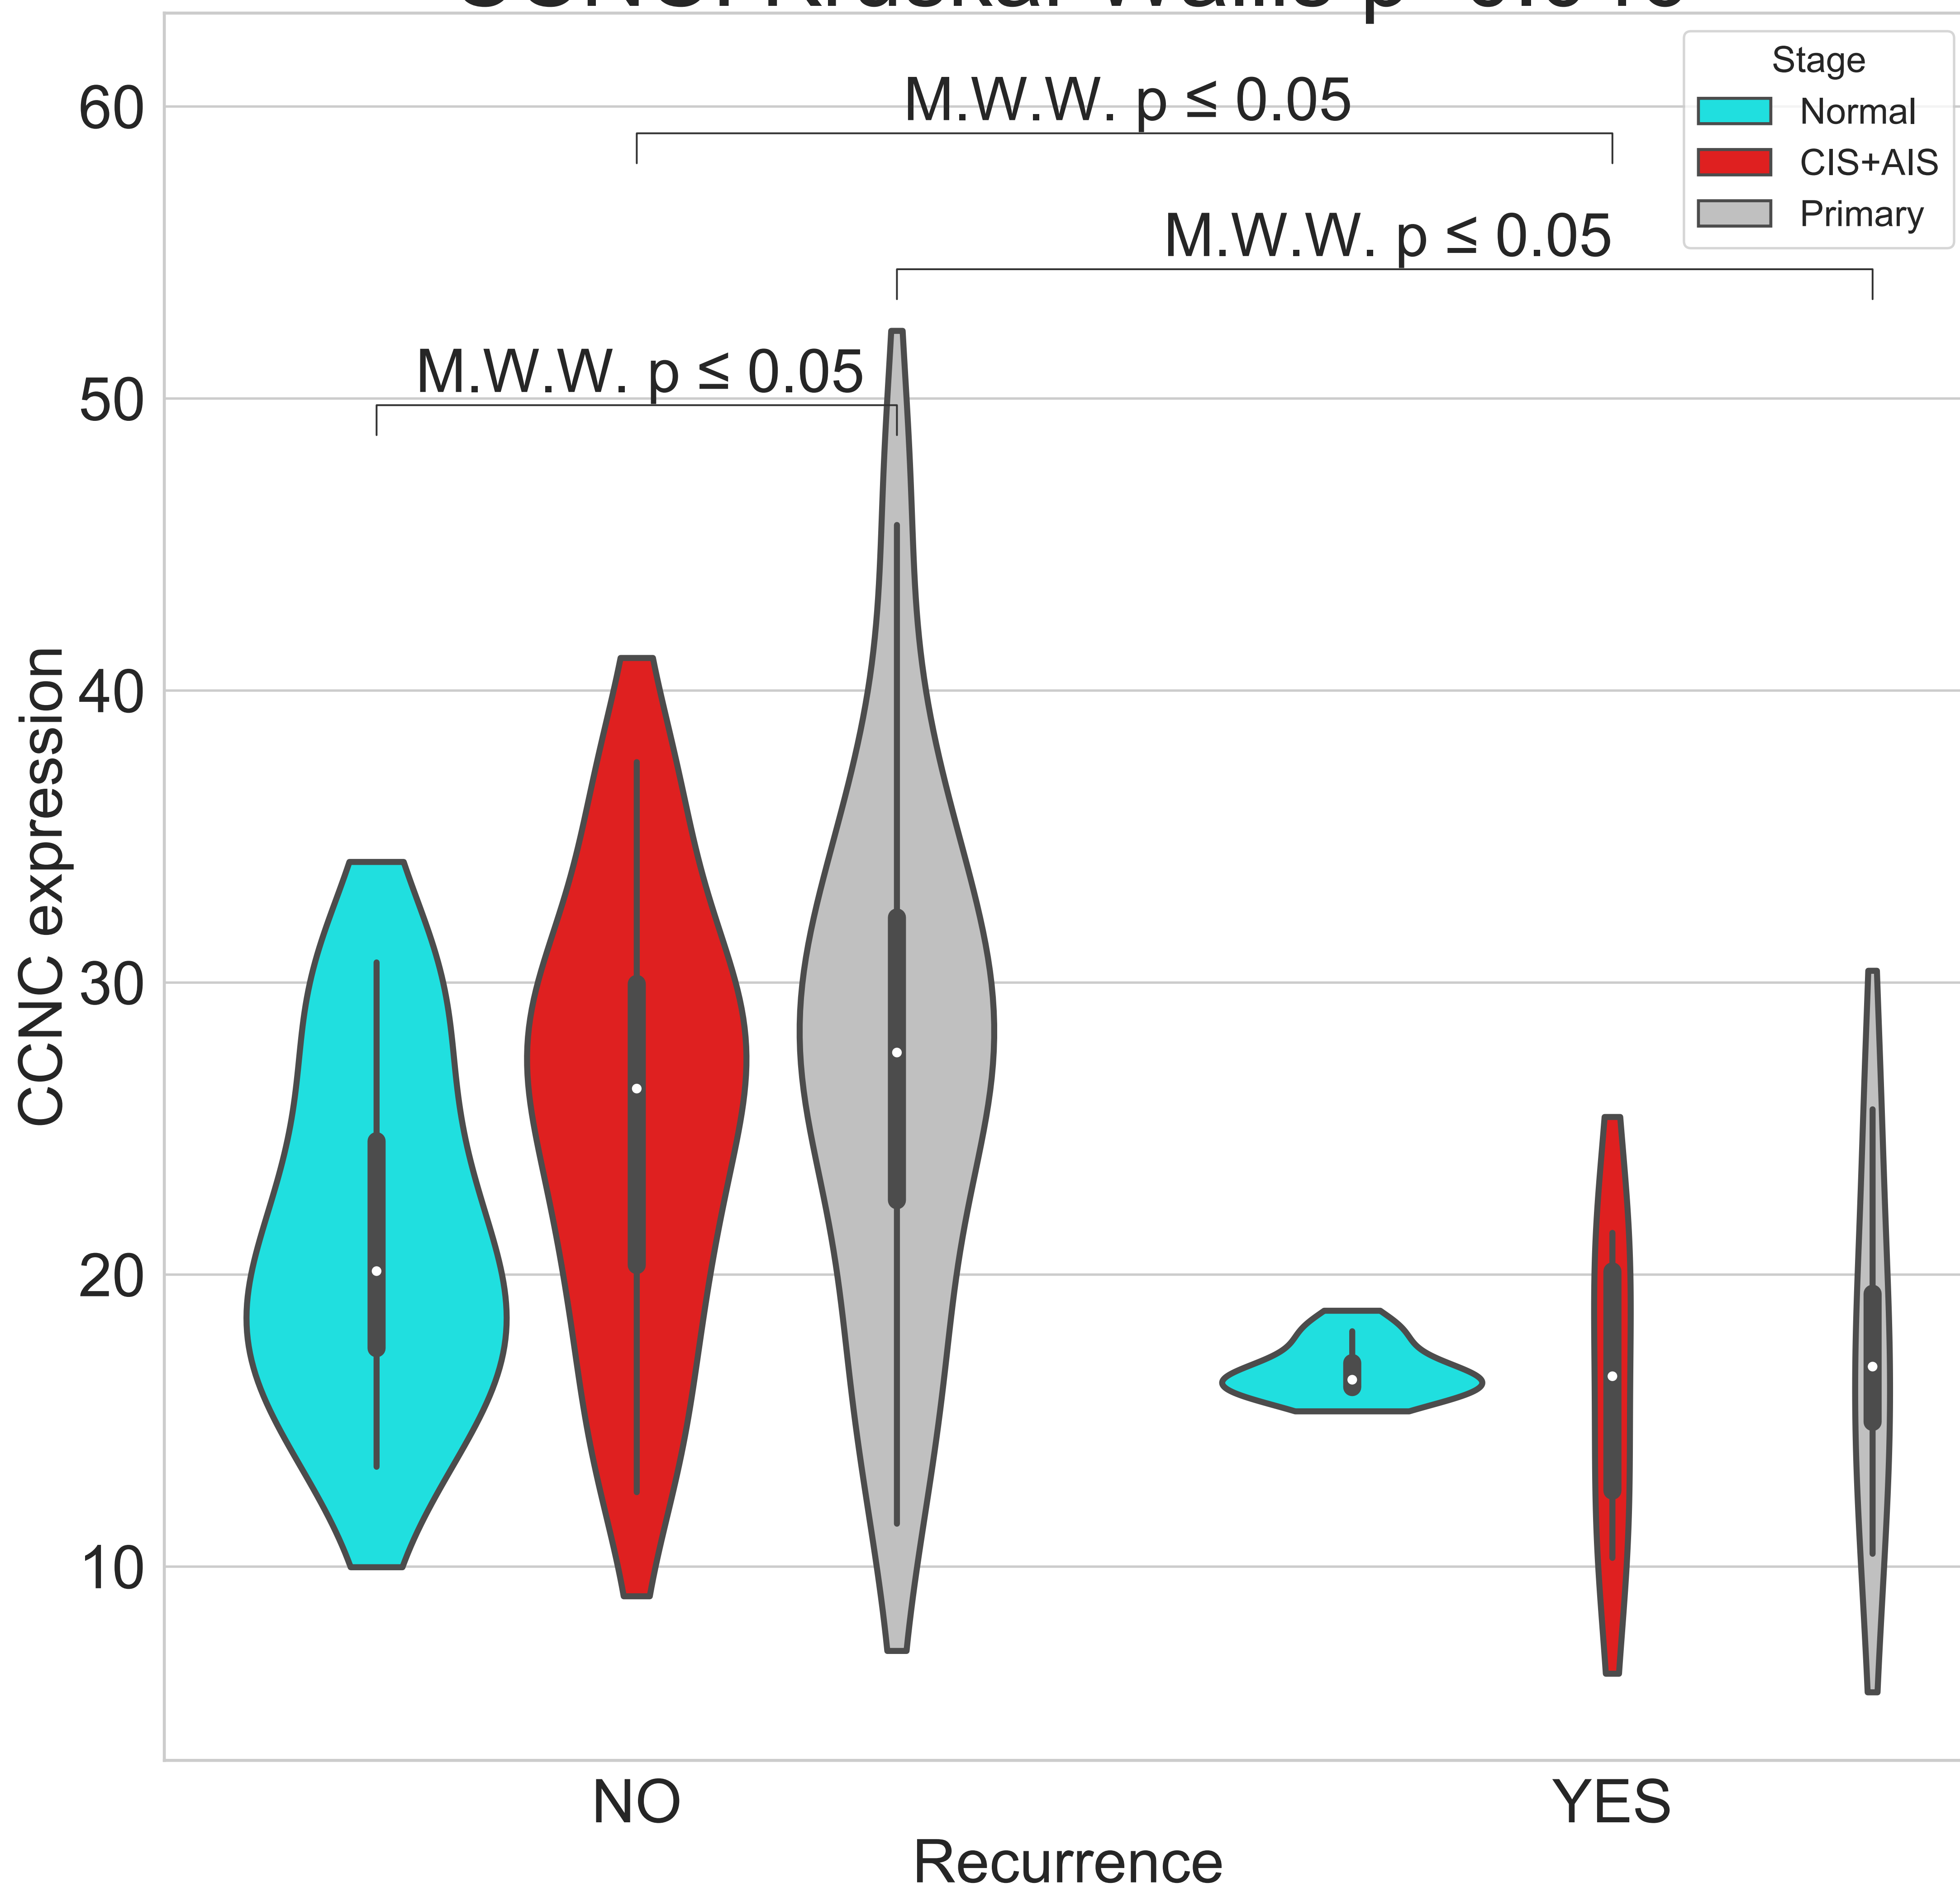 M.W.W. p ≤ 0.05
Stage
Normal
CIS+AIS
Primary
M.W.W. p ≤ 0.05
M.W.W. p ≤ 0.05
60
50
40
30
20
10
CCNC expression
NO
YES
Recurrence